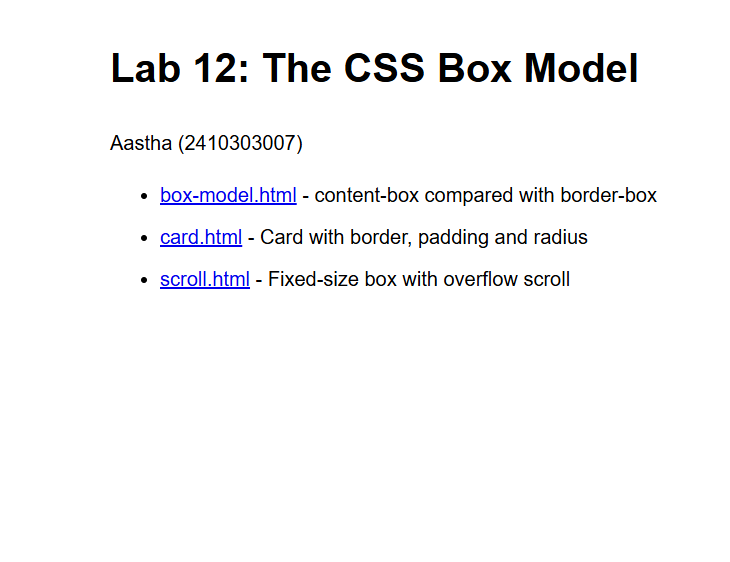 Lab 12: The CSS Box Model
Aastha (2410303007)
• box-model.html - content-box compared with border-box
• card.html - Card with border, padding and radius
• scroll.html - Fixed-size box with overflow scroll